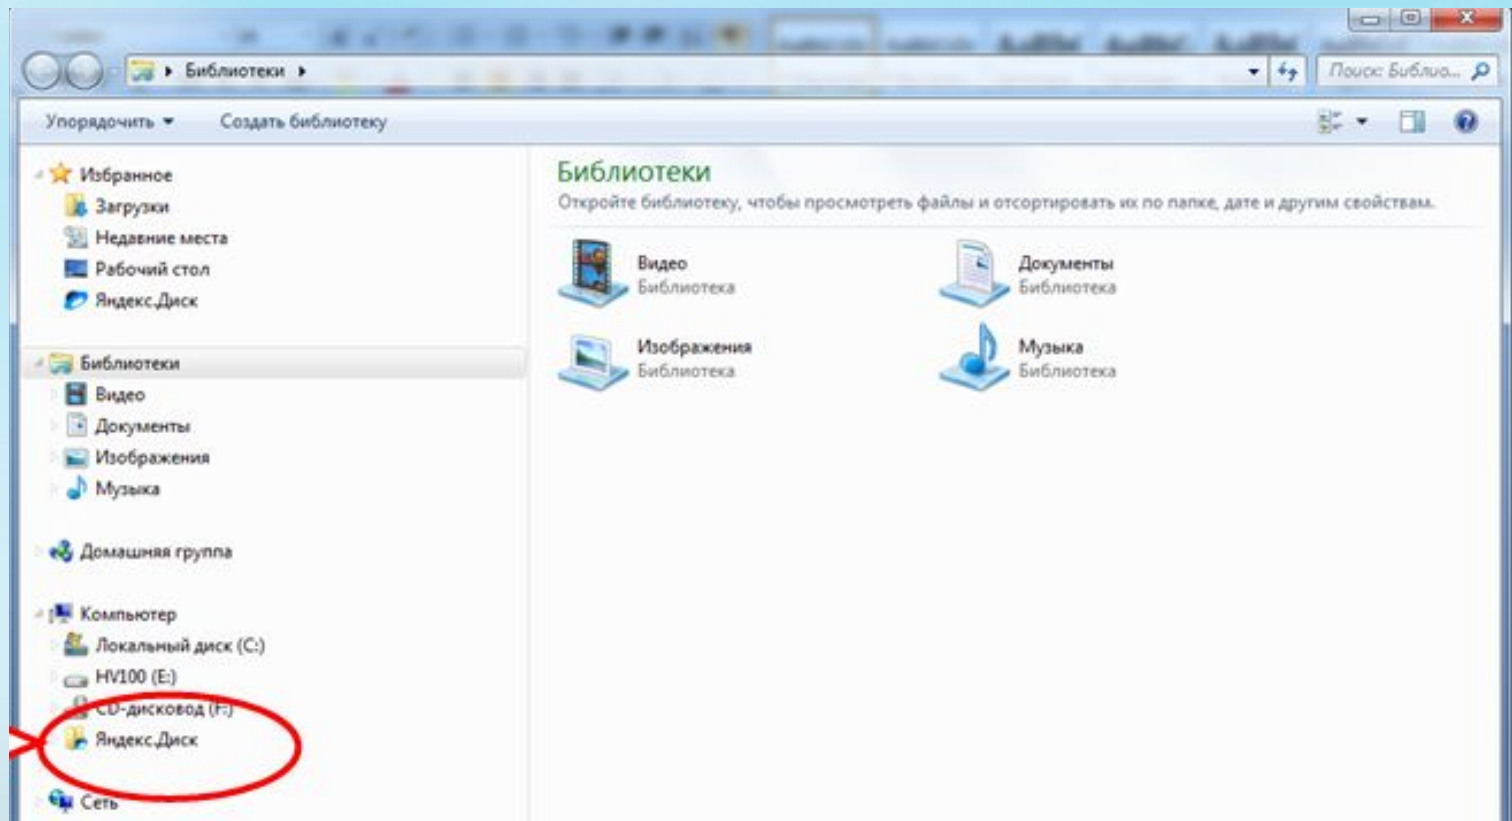 Библиотеки
Поиск: Библио...
Упорядочить
Создать библиотеку
Избранное
Загрузки
Недавние места
Рабочий стол
Яндекс.Диск
Библиотеки
Видео
Документы
Изображения
Музыка
Домашняя группа
Компьютер
Локальный диск (C:)
HV100 (E:)
CD-дисковод (F:)
Яндекс.Диск
Сеть
Библиотеки
Откройте библиотеку, чтобы просмотреть файлы и отсортировать их по папке, дате и другим свойствам.
Видео
Библиотека
Документы
Библиотека
Изображения
Библиотека
Музыка
Библиотека